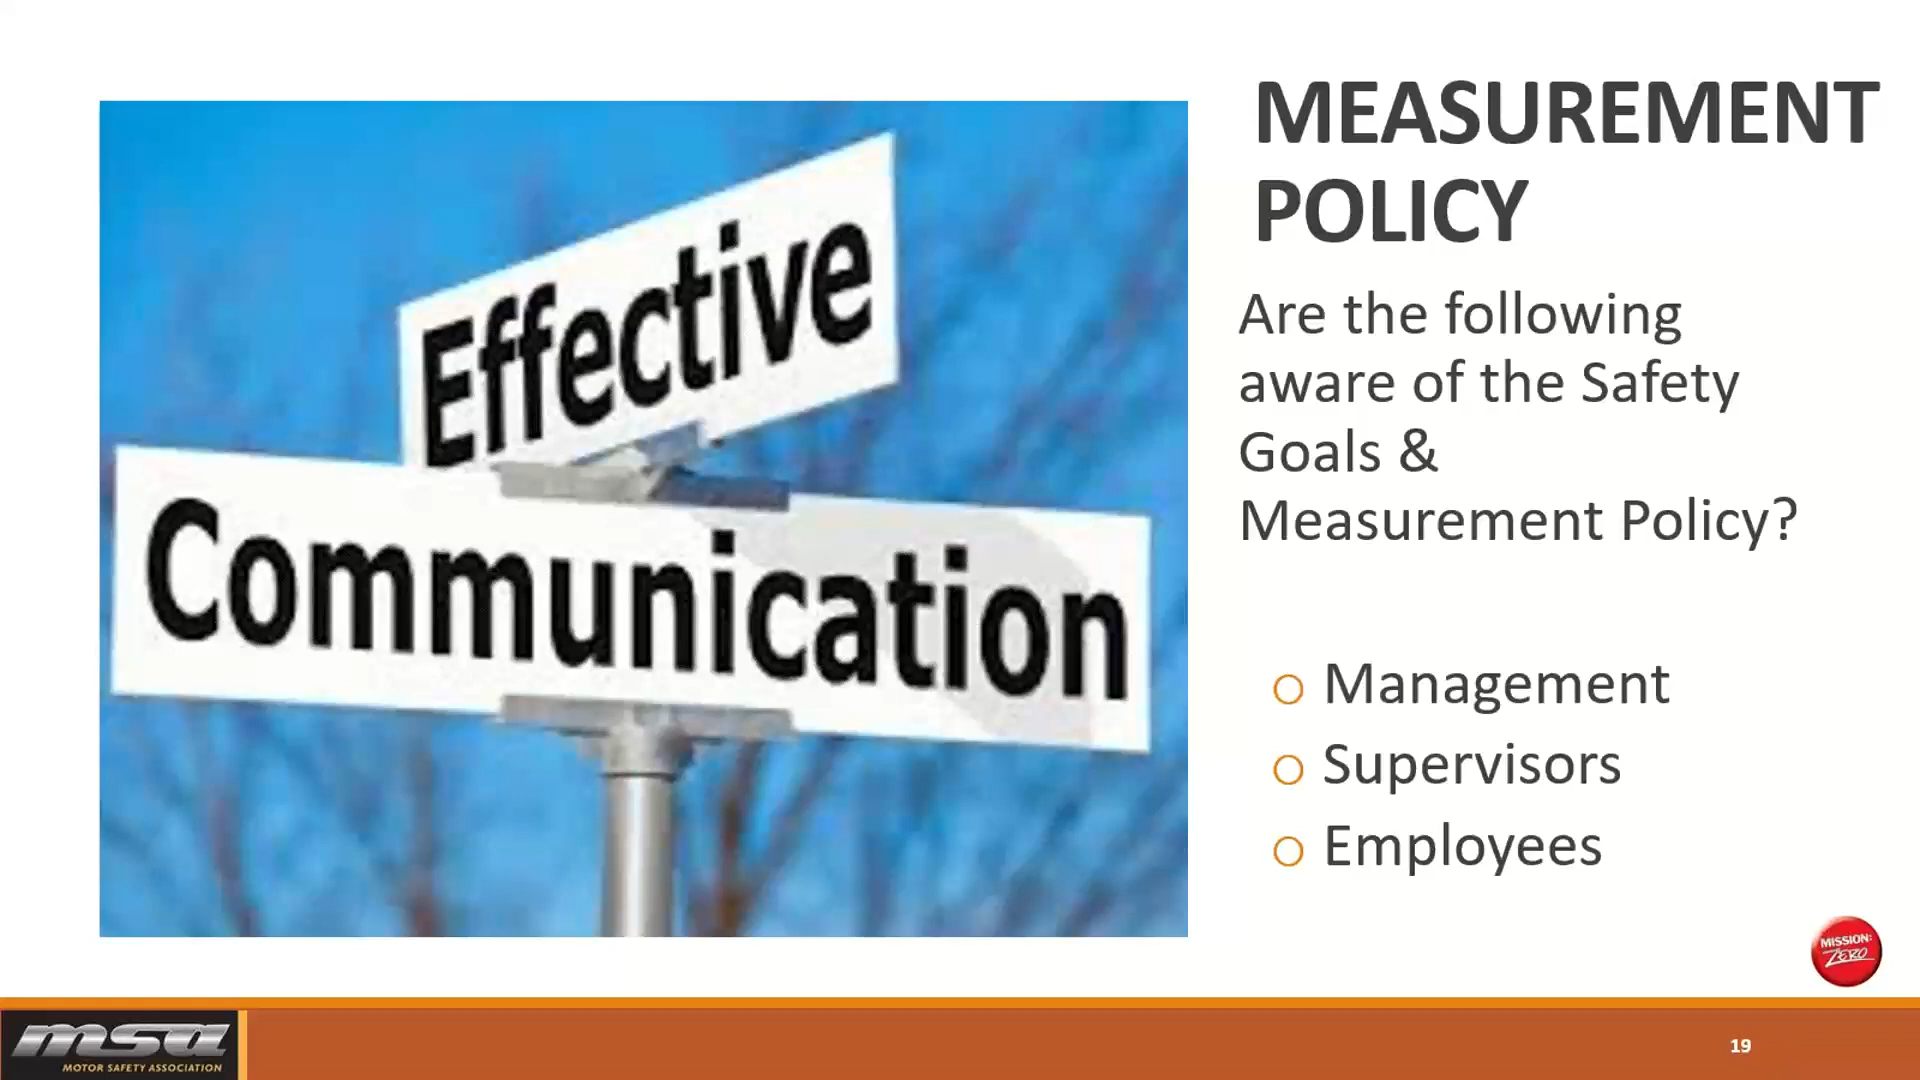 Effective
Communication
MEASUREMENT
POLICY
Are the following
aware of the Safety
Goals &
Measurement Policy?
Management
Supervisors
Employees
MISSION:
ZERO
msa
MOTOR SAFETY ASSOCIATION
19